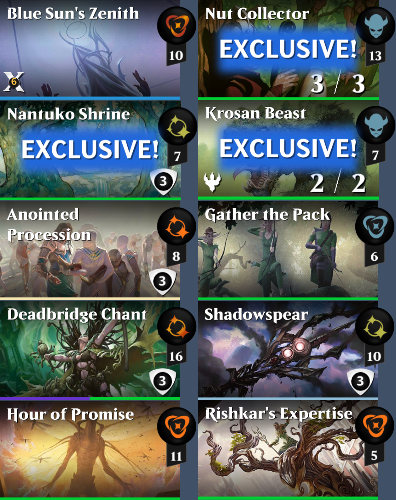 Blue Sun's Zenith
10
X
6
Nut Collector
EXCLUSIVE!
13
3 / 3
Nantuko Shrine
EXCLUSIVE!
7
3
Krosan Beast
EXCLUSIVE!
7
2 / 2
Anointed
Procession
8
3
Gather the Pack
6
Deadbridge Chant
16
3
Shadowspear
10
3
Hour of Promise
11
Rishkar's Expertise
5